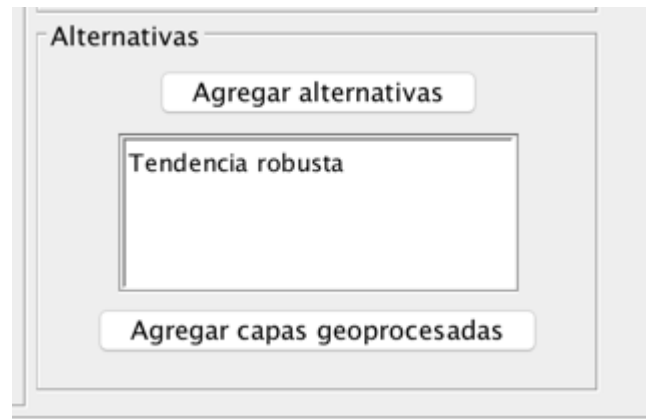 Alternativas
Agregar alternativas
Tendencia robusta
Agregar capas geoprocesadas